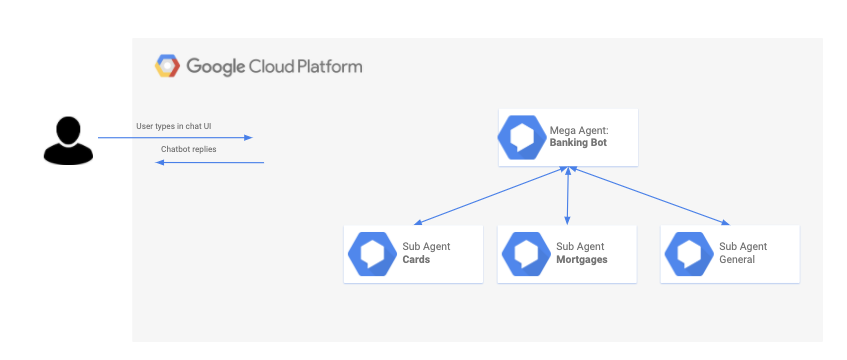 Google Cloud Platform
User types in chat UI
Chatbot replies
Mega Agent:
Banking Bot
Sub Agent
Cards
Sub Agent
Mortgages
Sub Agent
General